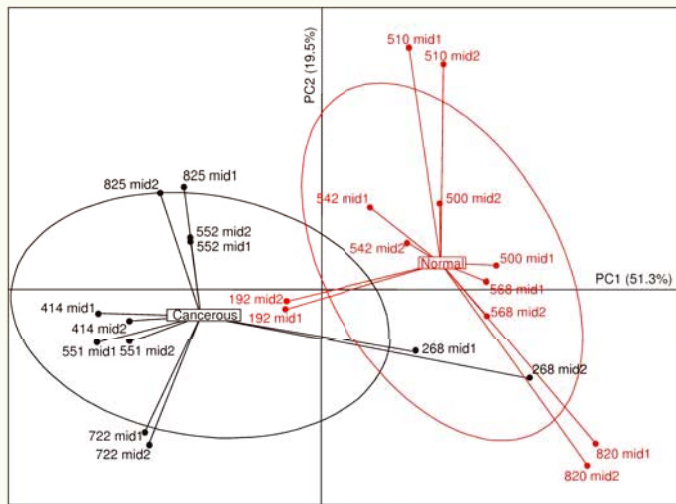 510 mid1
510 mid2
PC2 (19.5%)
825 mid2
825 mid1
542 nid1
500 mid2
552 mid2
552 mid1
542 mid2
Normal
500 mid1
PC1 (51.3%)
568 mid1
192 mid2
414 mid1
Cancerous
192 mid1
568 mid2
414 mid2
551 mid1
551 mid2
268 mid1
268 mid2
722 mid1
722 mid2
820 mid1
820 mid2